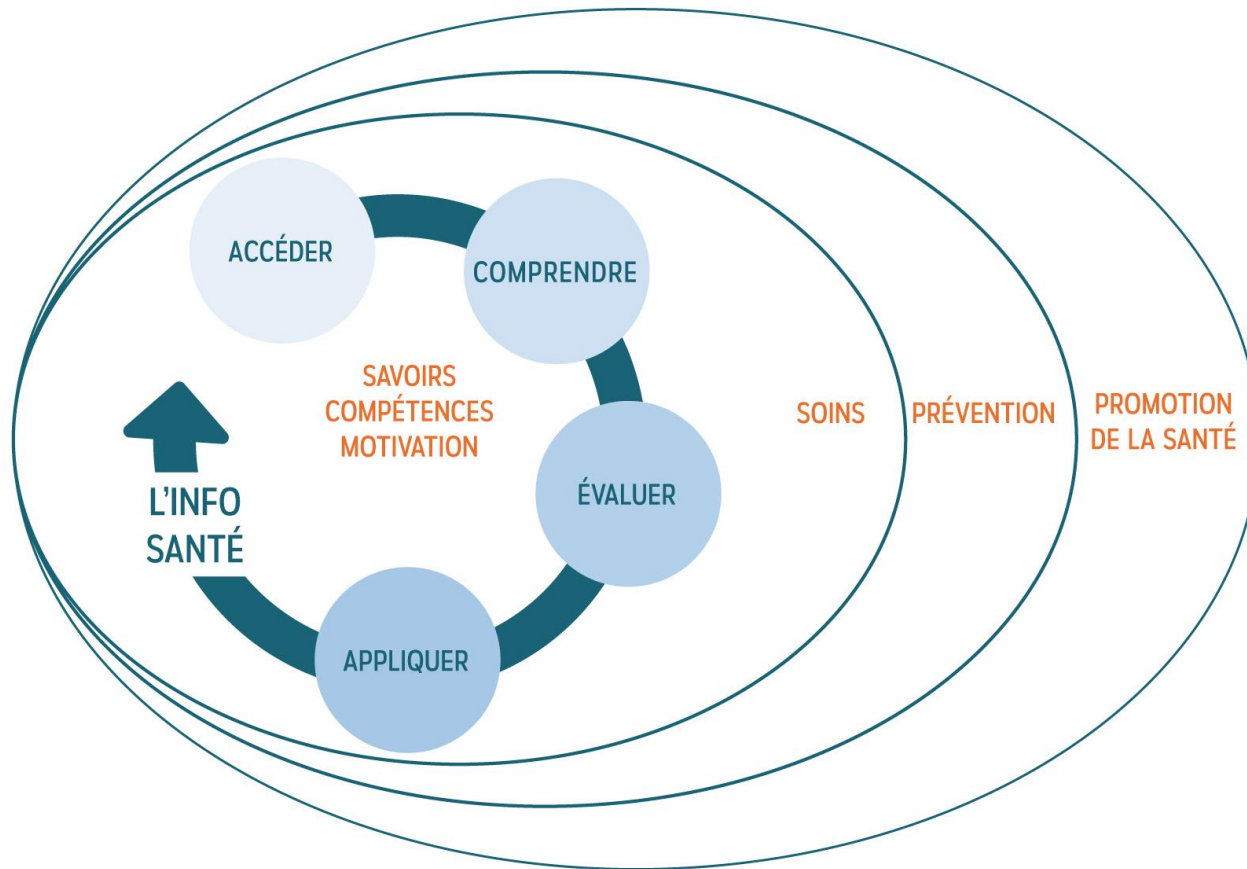 ACCÉDER
COMPRENDRE
SAVOIRS
COMPÉTENCES
MOTIVATION
SOINS
PRÉVENTION
PROMOTION
DE LA SANTÉ
L'INFO
SANTÉ
ÉVALUER
APPLIQUER